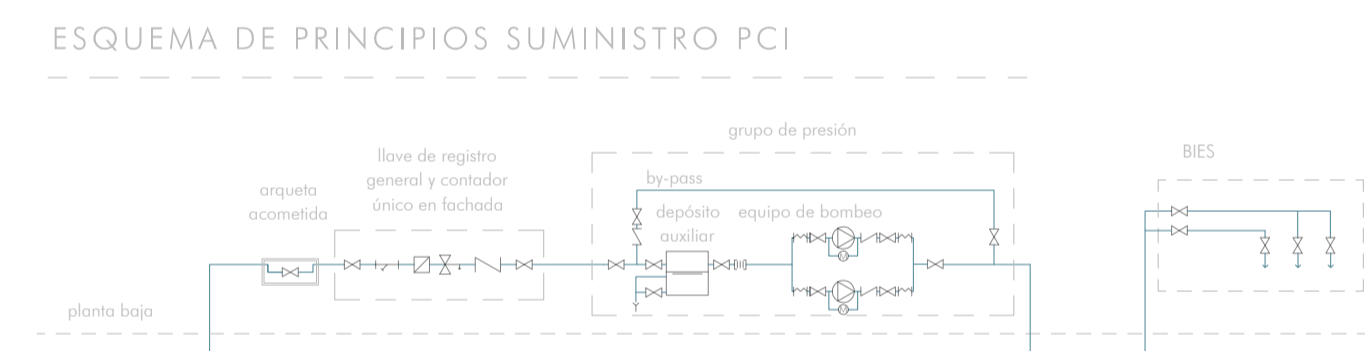 ESQUEMA DE PRINCIPIOS SUMINISTRO PCI
grupo de presión
llave de registro
general y contador
único en fachada
arqueta
acometida
by-pass
depósito
auxiliar
equipo de bombeo
M
M
BIES
planta baja